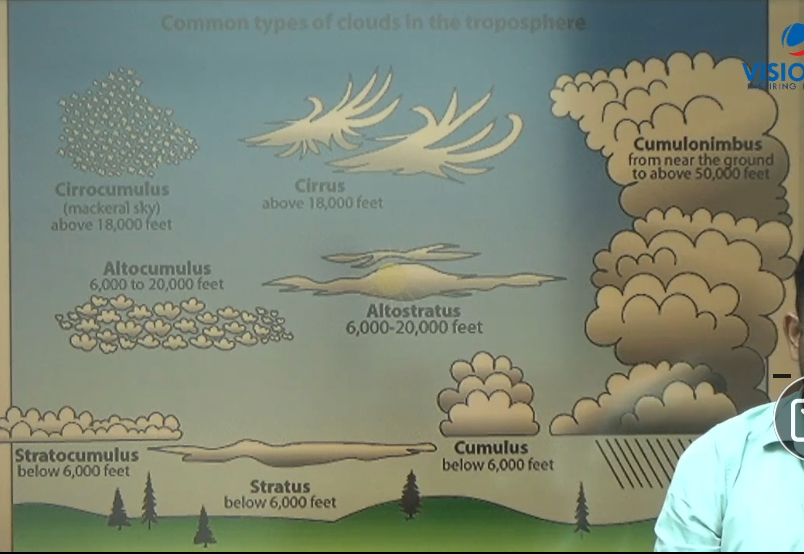 Common types of clouds in the troposphere
VISIO
Cirrocumulus
(mackeral sky)
above 18,000 feet
Cirrus
above 18,000 feet
Cumulonimbus
from near the ground
to above 50,000 feet
Altocumulus
6,000 to 20,000 feet
Altostratus
6,000-20,000 feet
Stratocumulus
below 6,000 feet
Stratus
below 6,000 feet
Cumulus
below 6,000 feet